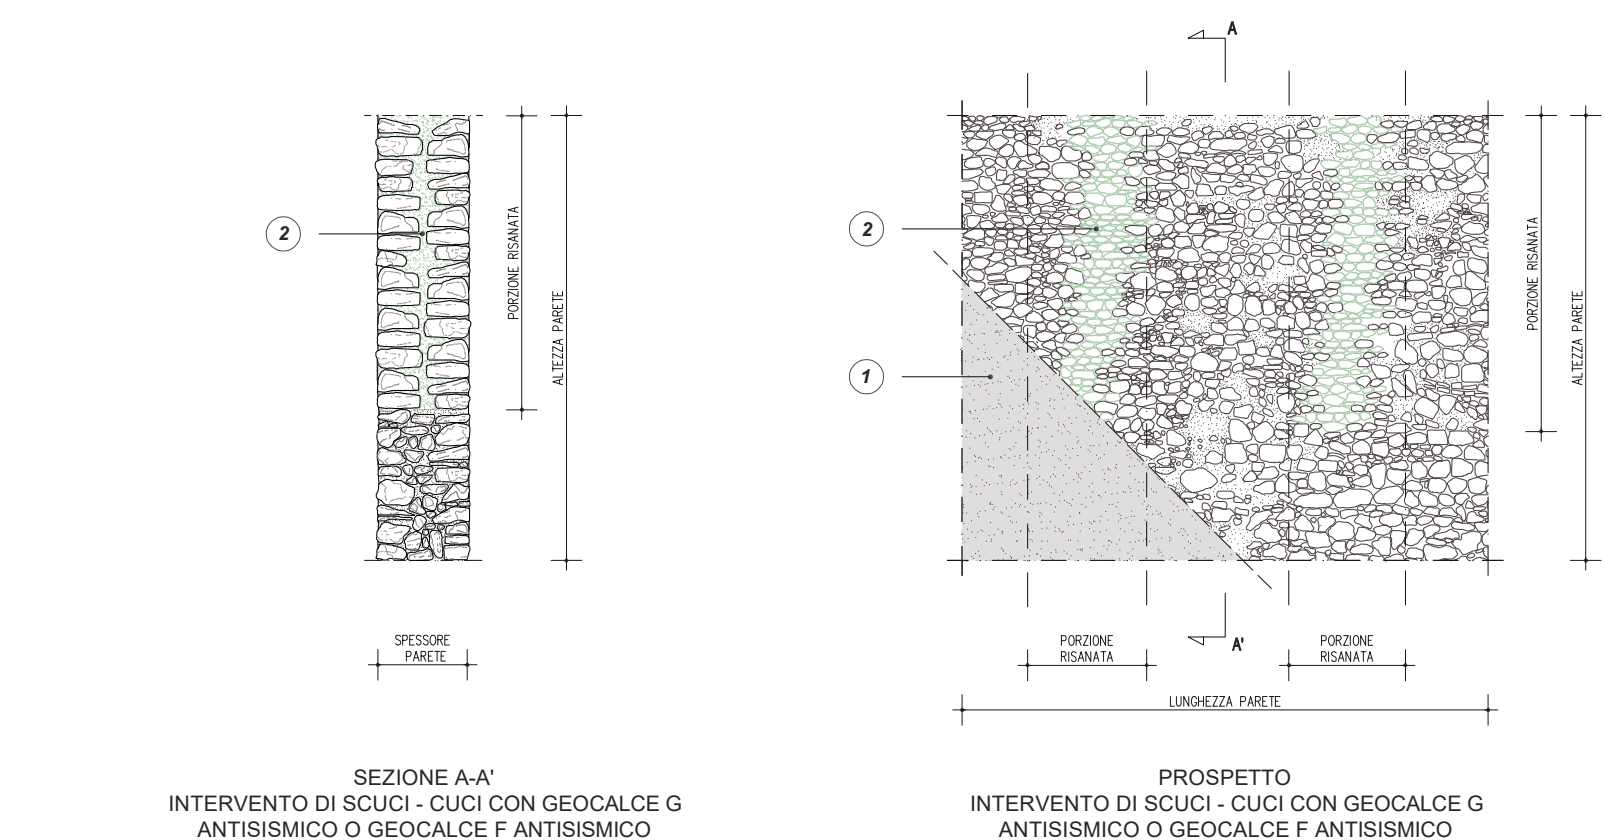 A
2
PORZIONE RISANATA
ALTEZZA PARETE
SPESSORE
PARETE
2
1
PORZIONE RISANATA
ALTEZZA PARETE
A'
PORZIONE
RISANATA
PORZIONE
RISANATA
LUNGHEZZA PARETE
SEZIONE A-A'
INTERVENTO DI SCUCI - CUCI CON GEOCALCE G
ANTISISMICO O GEOCALCE F ANTISISMICO
PROSPETTO
INTERVENTO DI SCUCI - CUCI CON GEOCALCE G
ANTISISMICO O GEOCALCE F ANTISISMICO